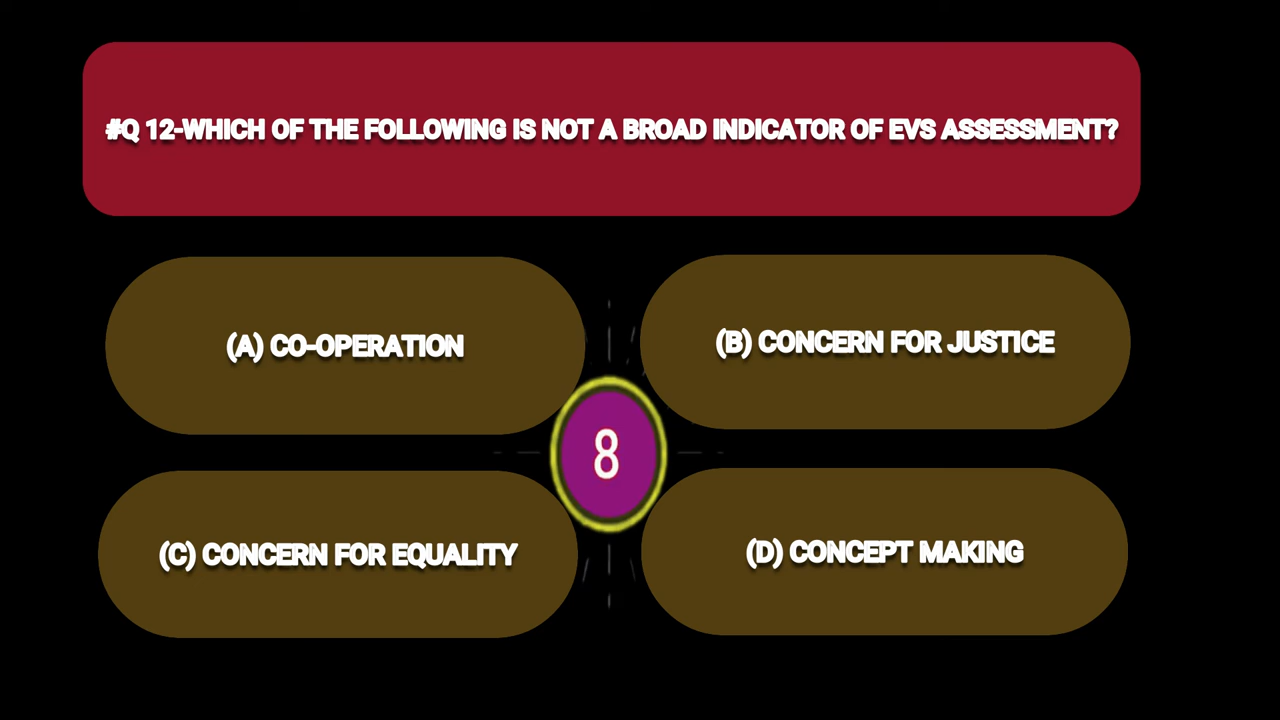 #Q 12-WHICH OF THE FOLLOWING IS NOT A BROAD INDICATOR OF EVS ASSESSMENT?
(A) CO-OPERATION
(B) CONCERN FOR JUSTICE
8
(C) CONCERN FOR EQUALITY
(D) CONCEPT MAKING